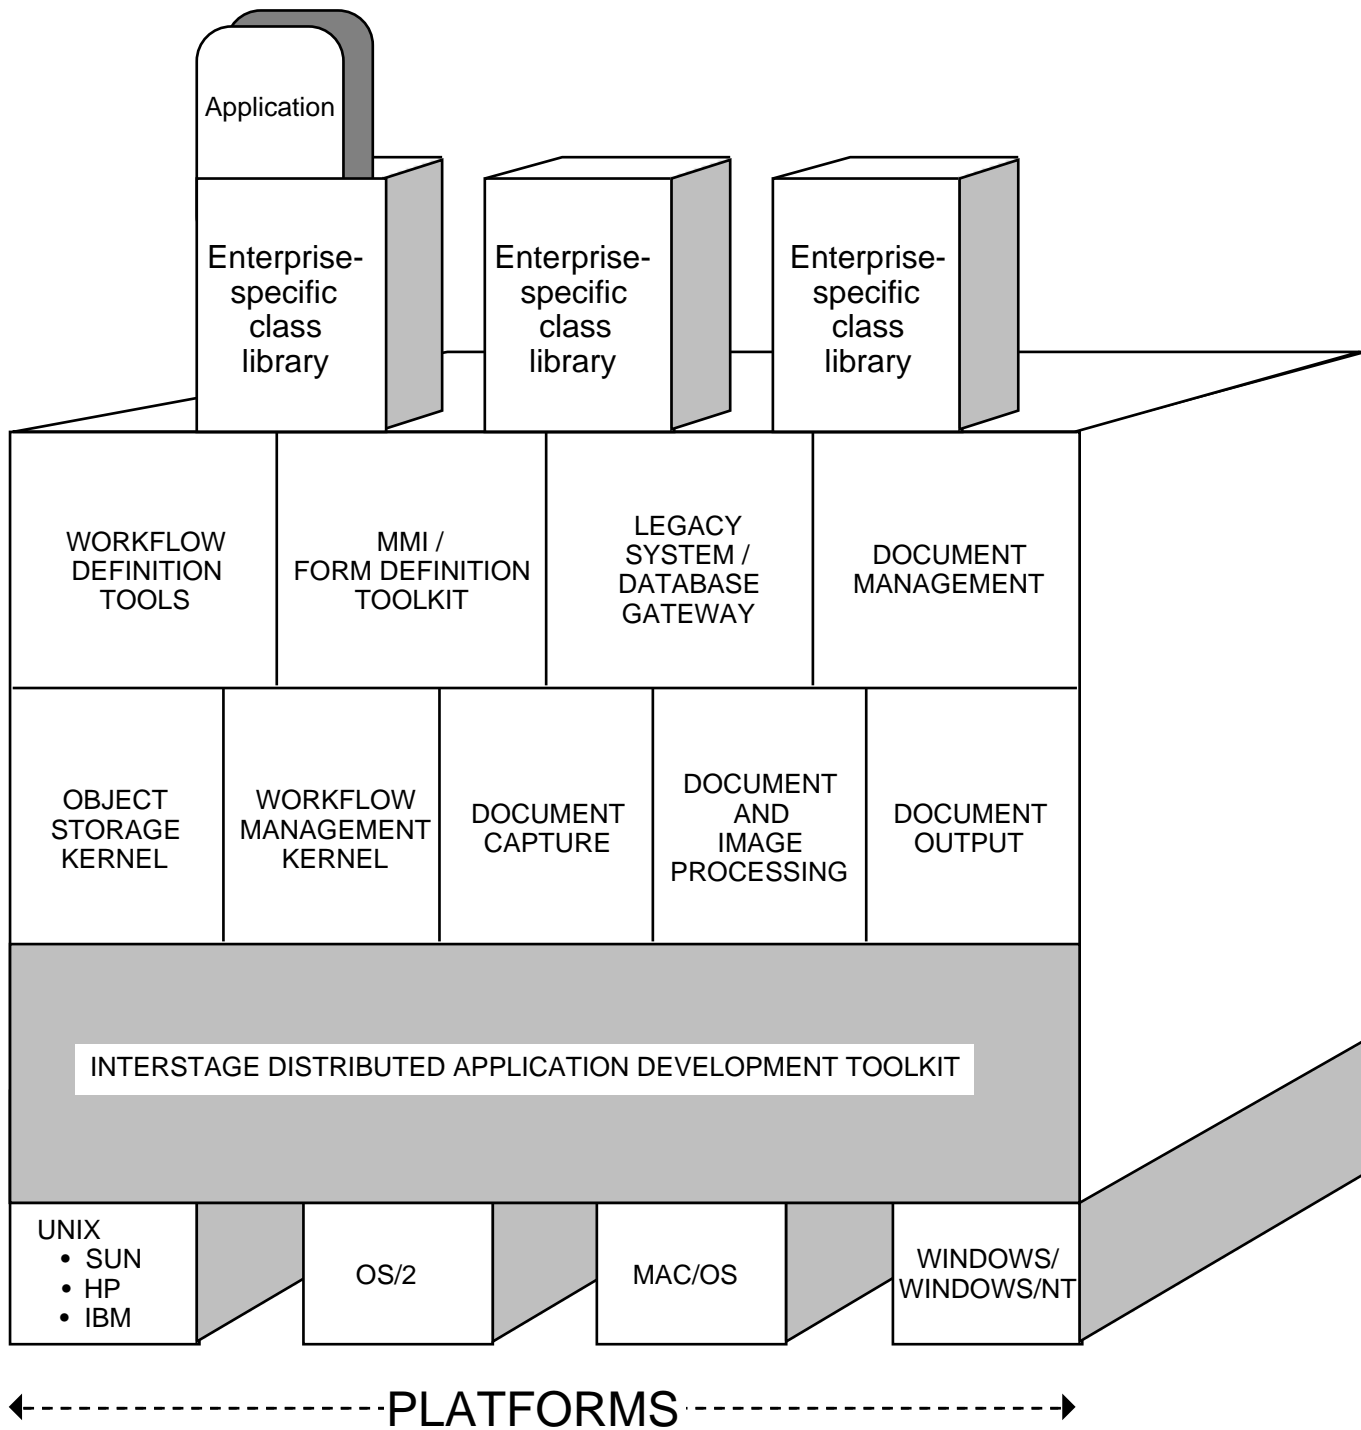 Application
Enterprise-
specific
class
library
Enterprise-
specific
class
library
Enterprise-
specific
class
library
WORKFLOW
DEFINITION
TOOLS
MMI /
FORM DEFINITION
TOOLKIT
LEGACY
SYSTEM /
DATABASE
GATEWAY
DOCUMENT
MANAGEMENT
OBJECT
STORAGE
KERNEL
WORKFLOW
MANAGEMENT
KERNEL
DOCUMENT
CAPTURE
DOCUMENT
AND
IMAGE
PROCESSING
DOCUMENT
OUTPUT
INTERSTAGE DISTRIBUTED APPLICATION DEVELOPMENT TOOLKIT
UNIX
• SUN
• HP
• IBM
OS/2
MAC/OS
WINDOWS/
WINDOWS/NT
PLATFORMS